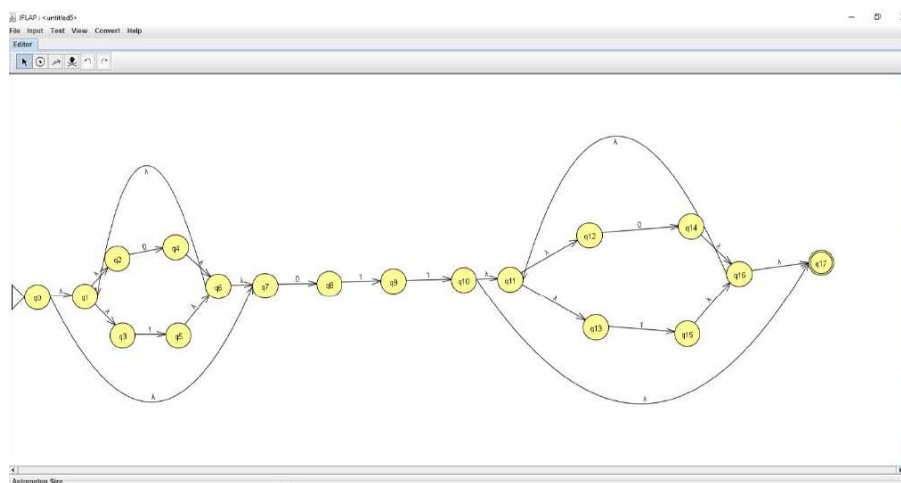 JFLAP : <untitled5>
File Input Test View Convert Help
Editor
λ
λ
q12 0 q14
q2 0 q4
λ λ λ λ
q16 λ q17
q0 λ q1 q6 λ q7 0 q8 1 q9 1 q10 λ q11
λ λ λ λ
q3 1 q5 q13 1 q15
λ
λ
Automaton Size